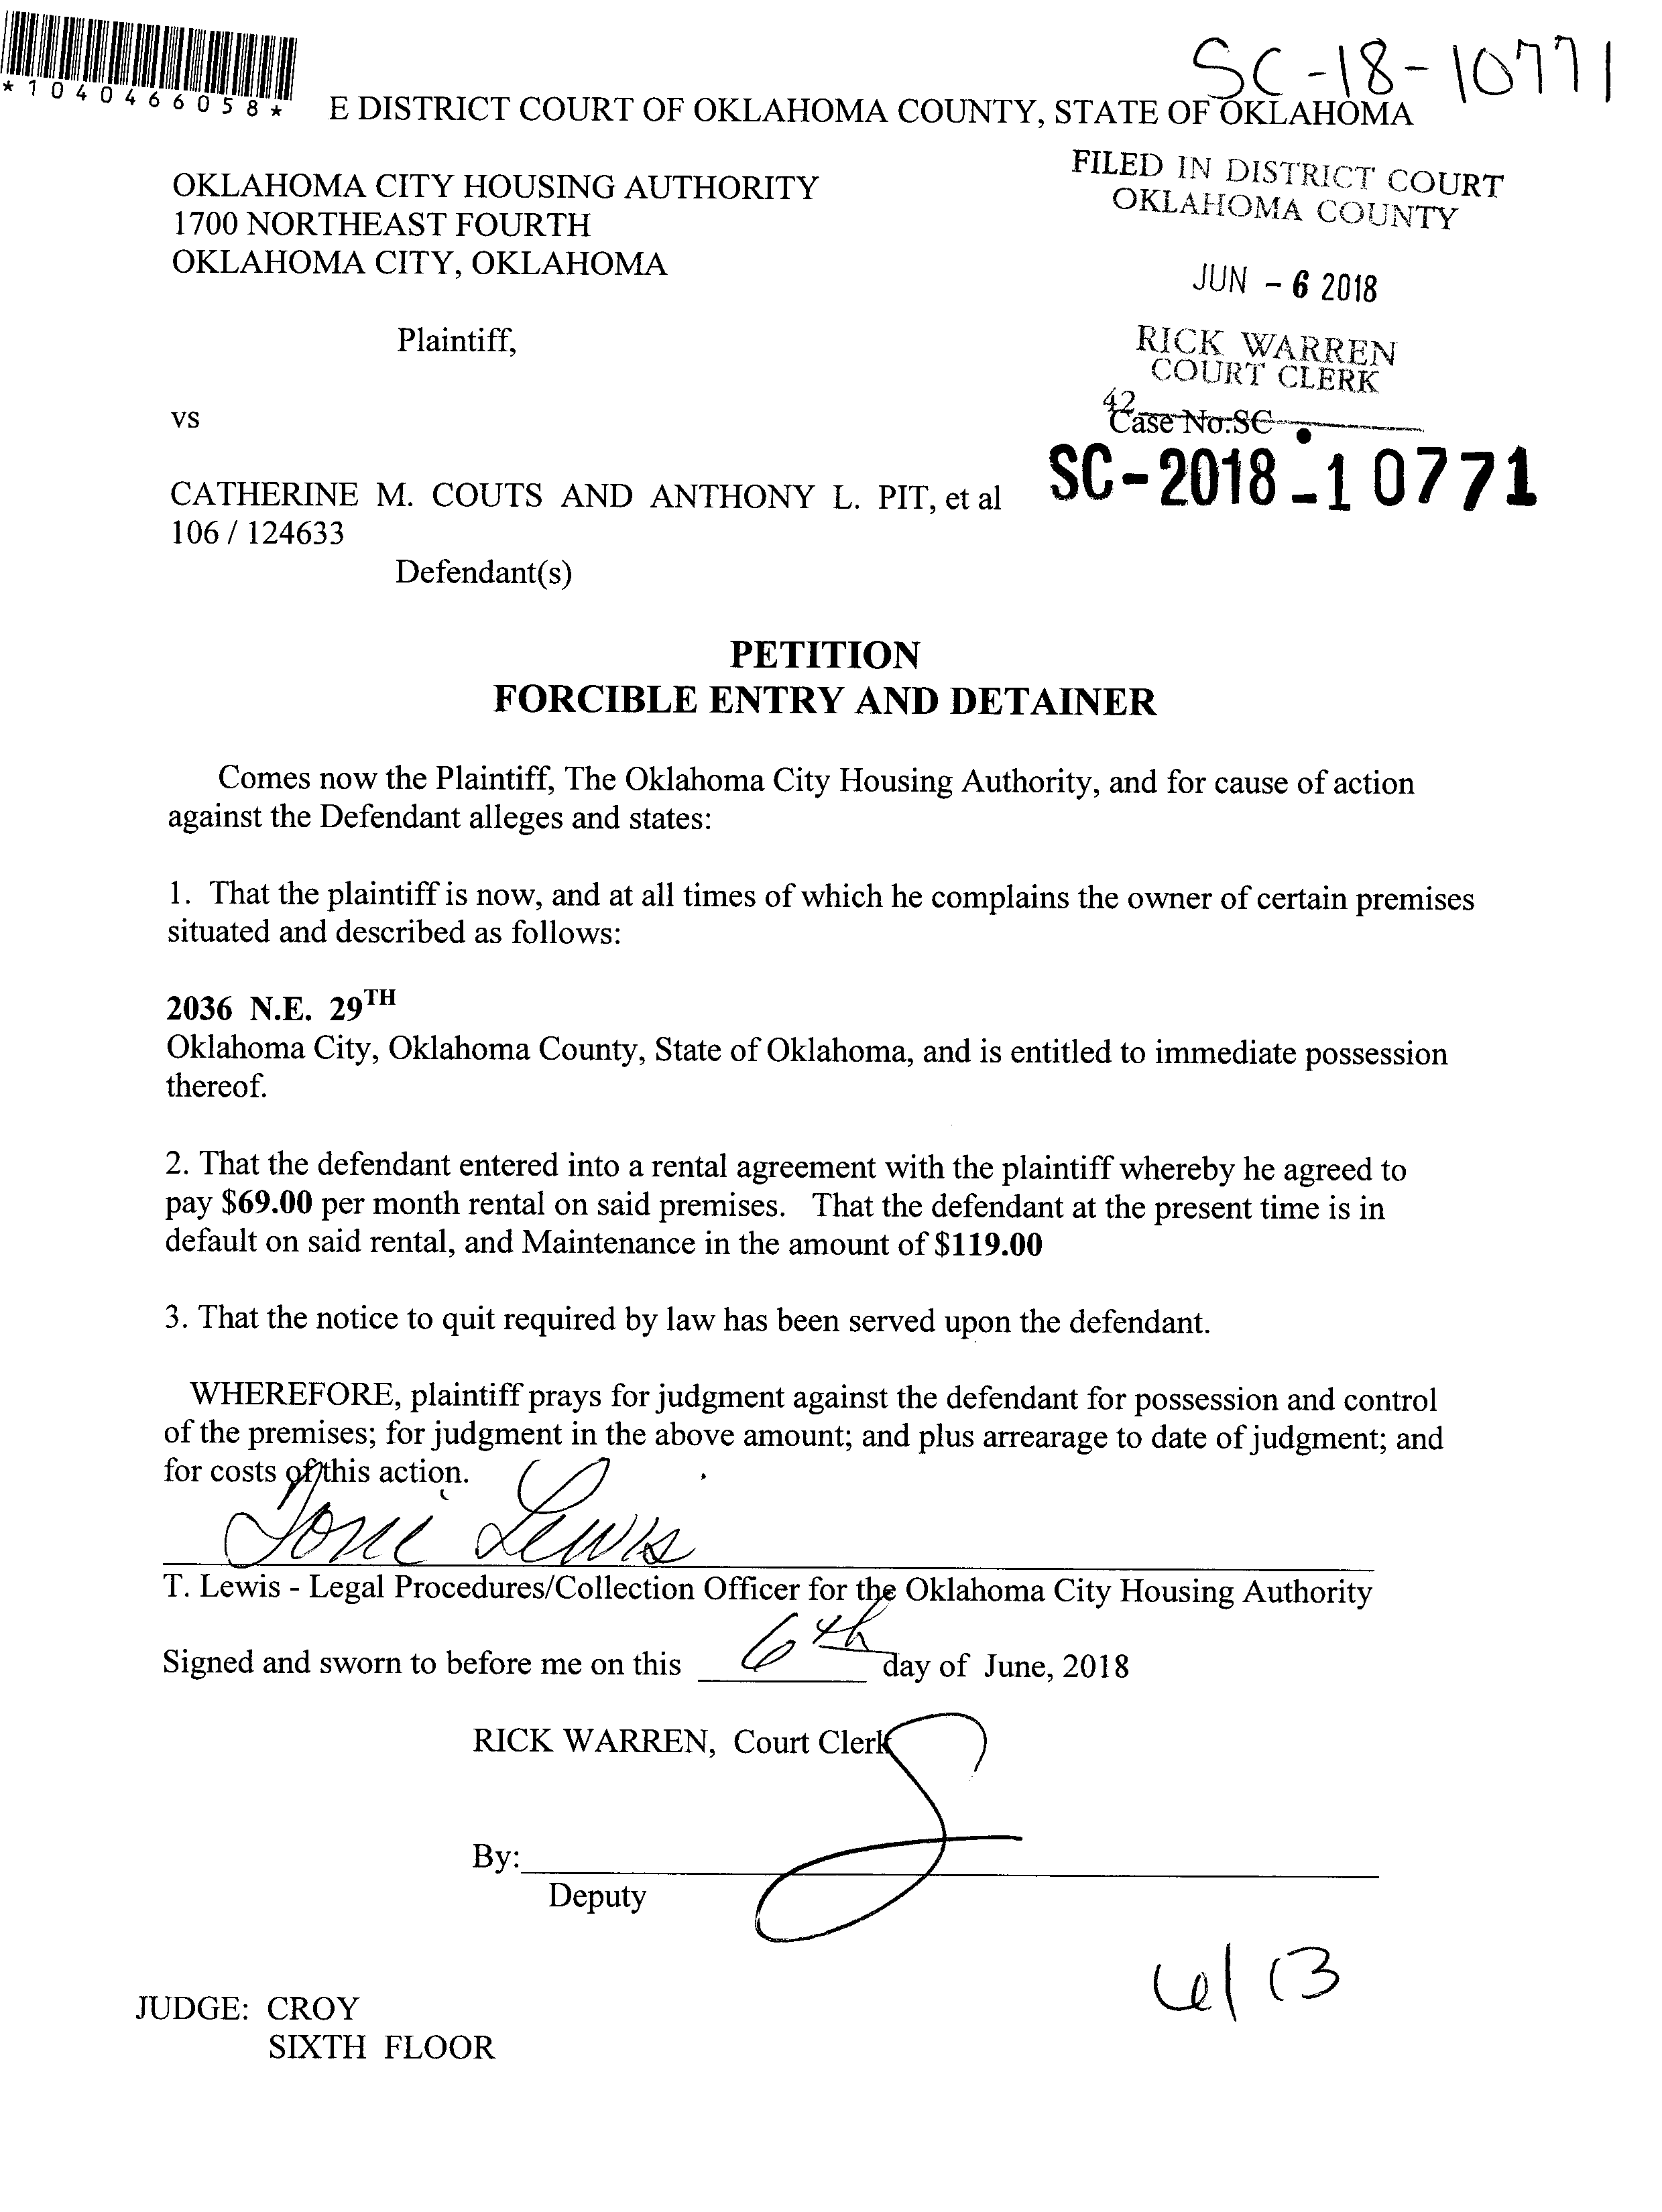 SC-18-10771
*1040466058*
E DISTRICT COURT OF OKLAHOMA COUNTY, STATE OF OKLAHOMA
FILED IN DISTRICT COURT
OKLAHOMA COUNTY
OKLAHOMA CITY HOUSING AUTHORITY
1700 NORTHEAST FOURTH
OKLAHOMA CITY, OKLAHOMA
JUN - 6 2018
Plaintiff,
RICK WARREN
COURT CLERK
42
vs
Case No.SC
SC-2018-10771
CATHERINE M. COUTS AND ANTHONY L. PIT, et al
106 / 124633
Defendant(s)
PETITION
FORCIBLE ENTRY AND DETAINER
Comes now the Plaintiff, The Oklahoma City Housing Authority, and for cause of action
against the Defendant alleges and states:
1. That the plaintiff is now, and at all times of which he complains the owner of certain premises
situated and described as follows:
2036 N.E. 29TH
Oklahoma City, Oklahoma County, State of Oklahoma, and is entitled to immediate possession
thereof.
2. That the defendant entered into a rental agreement with the plaintiff whereby he agreed to
pay $69.00 per month rental on said premises. That the defendant at the present time is in
default on said rental, and Maintenance in the amount of $119.00
3. That the notice to quit required by law has been served upon the defendant.
WHEREFORE, plaintiff prays for judgment against the defendant for possession and control
of the premises; for judgment in the above amount; and plus arrearage to date of judgment; and
for costs of this action.
Toni Lewis
T. Lewis - Legal Procedures/Collection Officer for the Oklahoma City Housing Authority
Signed and sworn to before me on this 6th day of June, 2018
RICK WARREN, Court Clerk
By:
Deputy
6/13
JUDGE: CROY
SIXTH FLOOR